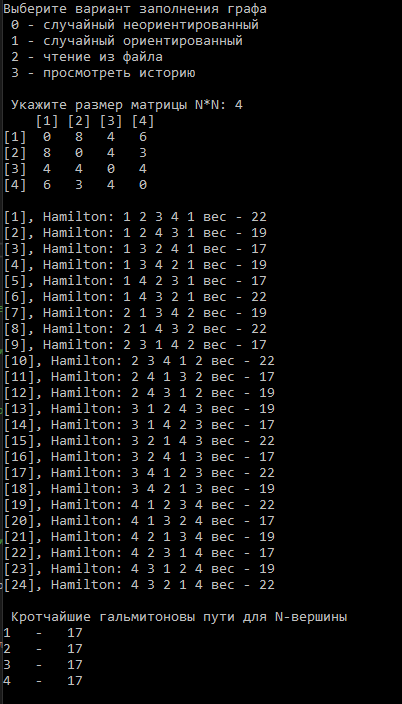 Выберите вариант заполнения графа
0 - случайный неориентированный
1 - случайный ориентированный
2 - чтение из файла
3 - просмотреть историю
Укажите размер матрицы N*N: 4
[1] [2] [3] [4]
[1] 0 8 4 6
[2] 8 0 4 3
[3] 4 4 0 4
[4] 6 3 4 0
[1], Hamilton: 1 2 3 4 1 вес - 22
[2], Hamilton: 1 2 4 3 1 вес - 19
[3], Hamilton: 1 3 2 4 1 вес - 17
[4], Hamilton: 1 3 4 2 1 вес - 19
[5], Hamilton: 1 4 2 3 1 вес - 17
[6], Hamilton: 1 4 3 2 1 вес - 22
[7], Hamilton: 2 1 3 4 2 вес - 19
[8], Hamilton: 2 1 4 3 2 вес - 22
[9], Hamilton: 2 3 1 4 2 вес - 17
[10], Hamilton: 2 3 4 1 2 вес - 22
[11], Hamilton: 2 4 1 3 2 вес - 17
[12], Hamilton: 2 4 3 1 2 вес - 19
[13], Hamilton: 3 1 2 4 3 вес - 19
[14], Hamilton: 3 1 4 2 3 вес - 17
[15], Hamilton: 3 2 1 4 3 вес - 22
[16], Hamilton: 3 2 4 1 3 вес - 17
[17], Hamilton: 3 4 1 2 3 вес - 22
[18], Hamilton: 3 4 2 1 3 вес - 19
[19], Hamilton: 4 1 2 3 4 вес - 22
[20], Hamilton: 4 1 3 2 4 вес - 17
[21], Hamilton: 4 2 1 3 4 вес - 19
[22], Hamilton: 4 2 3 1 4 вес - 17
[23], Hamilton: 4 3 1 2 4 вес - 19
[24], Hamilton: 4 3 2 1 4 вес - 22
Кротчайшие гальмитоновы пути для N-вершины
1 - 17
2 - 17
3 - 17
4 - 17